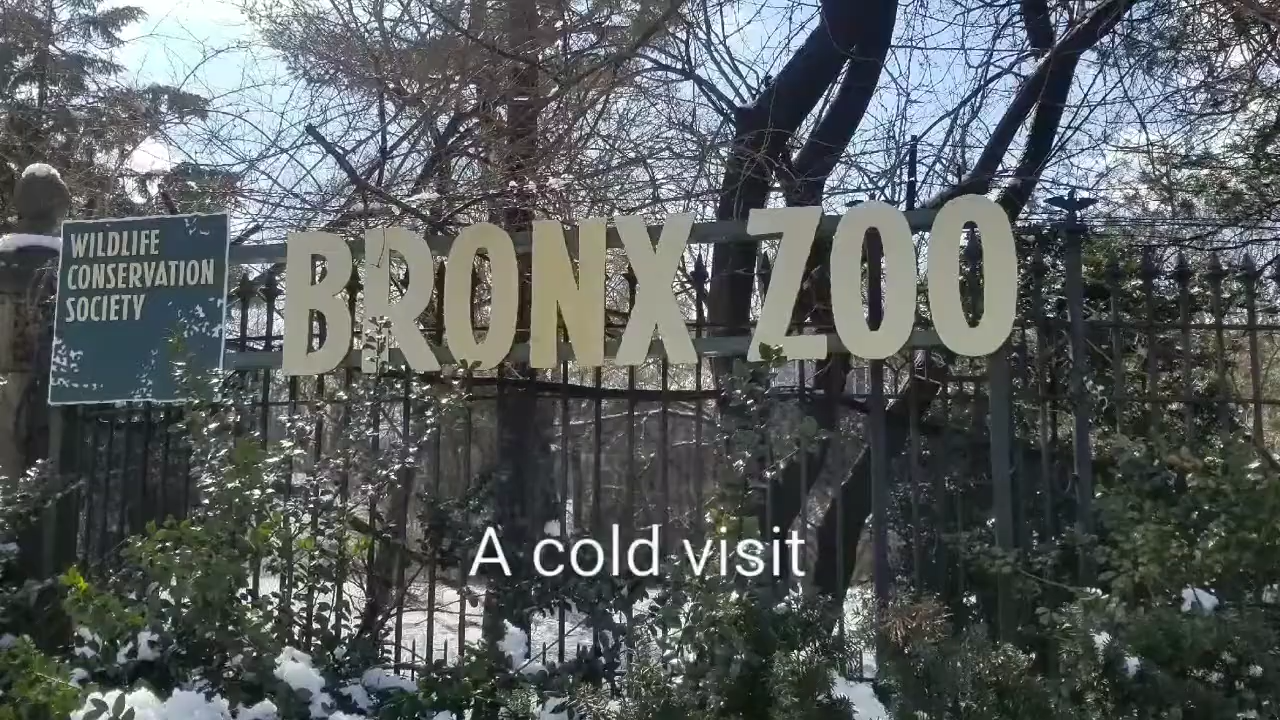 WILDLIFE
CONSERVATION
SOCIETY
BRONX ZOO
A cold visit